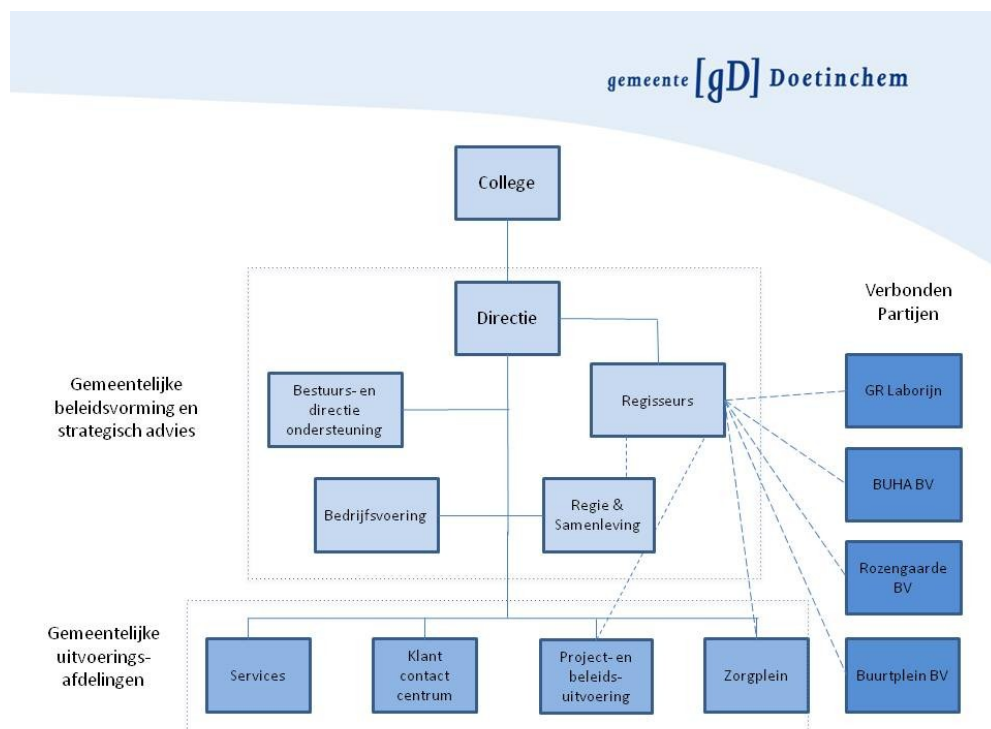 gemeente [gD] Doetinchem
College
Directie
Verbonden
Partijen
Gemeentelijke
beleidsvorming en
strategisch advies
Bestuurs- en
directie
ondersteuning
Regisseurs
GR Laborijn
Bedrijfsvoering
Regie &
Samenleving
BUHA BV
Rozengaarde
BV
Gemeentelijke
uitvoerings-
afdelingen
Services
Klant
contact
centrum
Project- en
beleids-
uitvoering
Zorgplein
Buurtplein BV